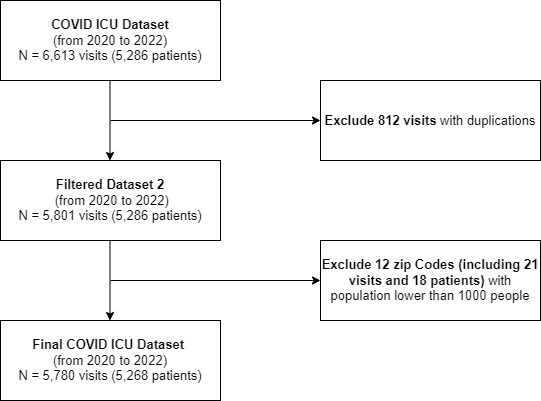 COVID ICU Dataset
(from 2020 to 2022)
N = 6,613 visits (5,286 patients)
Exclude 812 visits with duplications
Filtered Dataset 2
(from 2020 to 2022)
N = 5,801 visits (5,286 patients)
Exclude 12 zip Codes (including 21
visits and 18 patients) with
population lower than 1000 people
Final COVID ICU Dataset
(from 2020 to 2022)
N = 5,780 visits (5,268 patients)